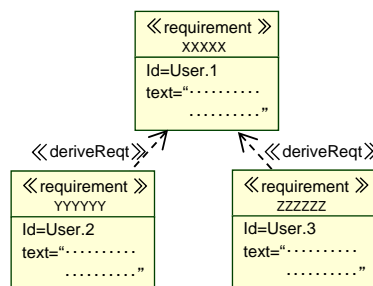 ≪requirement ≫
XXXXX
Id=User.1
text=“··········
··········”
≪deriveReqt≫
≪deriveReqt≫
≪requirement ≫
YYYYYY
Id=User.2
text=“··········
··········”
≪requirement ≫
ZZZZZZ
Id=User.3
text=“··········
··········”